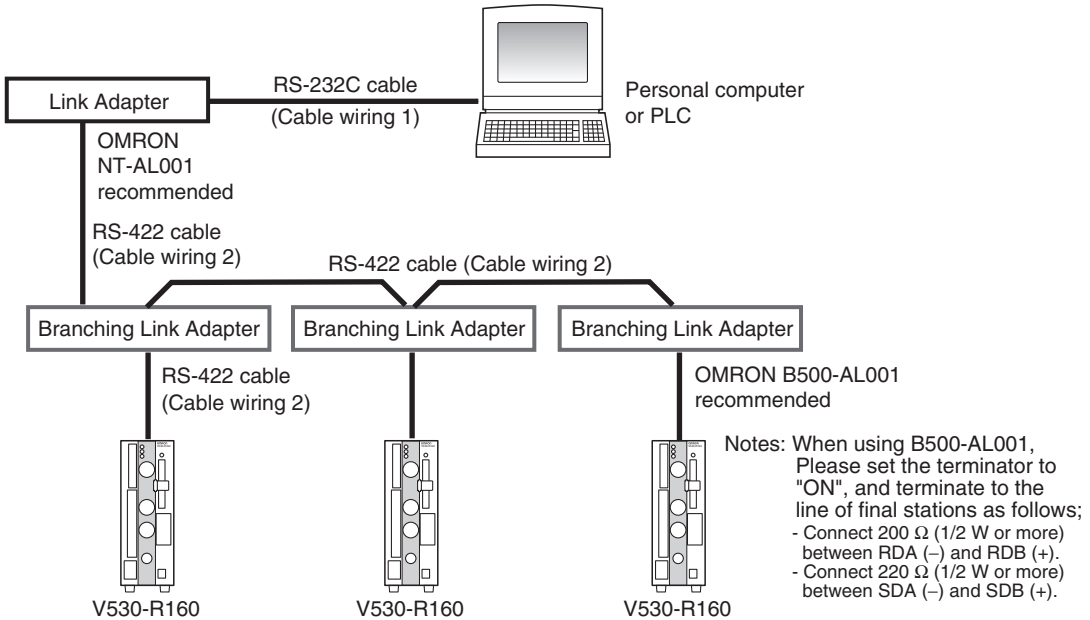 Link Adapter
RS-232C cable
(Cable wiring 1)
Personal computer
or PLC
OMRON
NT-AL001
recommended
RS-422 cable
(Cable wiring 2)
RS-422 cable (Cable wiring 2)
Branching Link Adapter
Branching Link Adapter
Branching Link Adapter
RS-422 cable
(Cable wiring 2)
OMRON B500-AL001
recommended
Notes: When using B500-AL001,
Please set the terminator to
"ON", and terminate to the
line of final stations as follows;
- Connect 200 Ω (1/2 W or more)
between RDA (−) and RDB (+).
- Connect 220 Ω (1/2 W or more)
between SDA (−) and SDB (+).
V530-R160
V530-R160
V530-R160